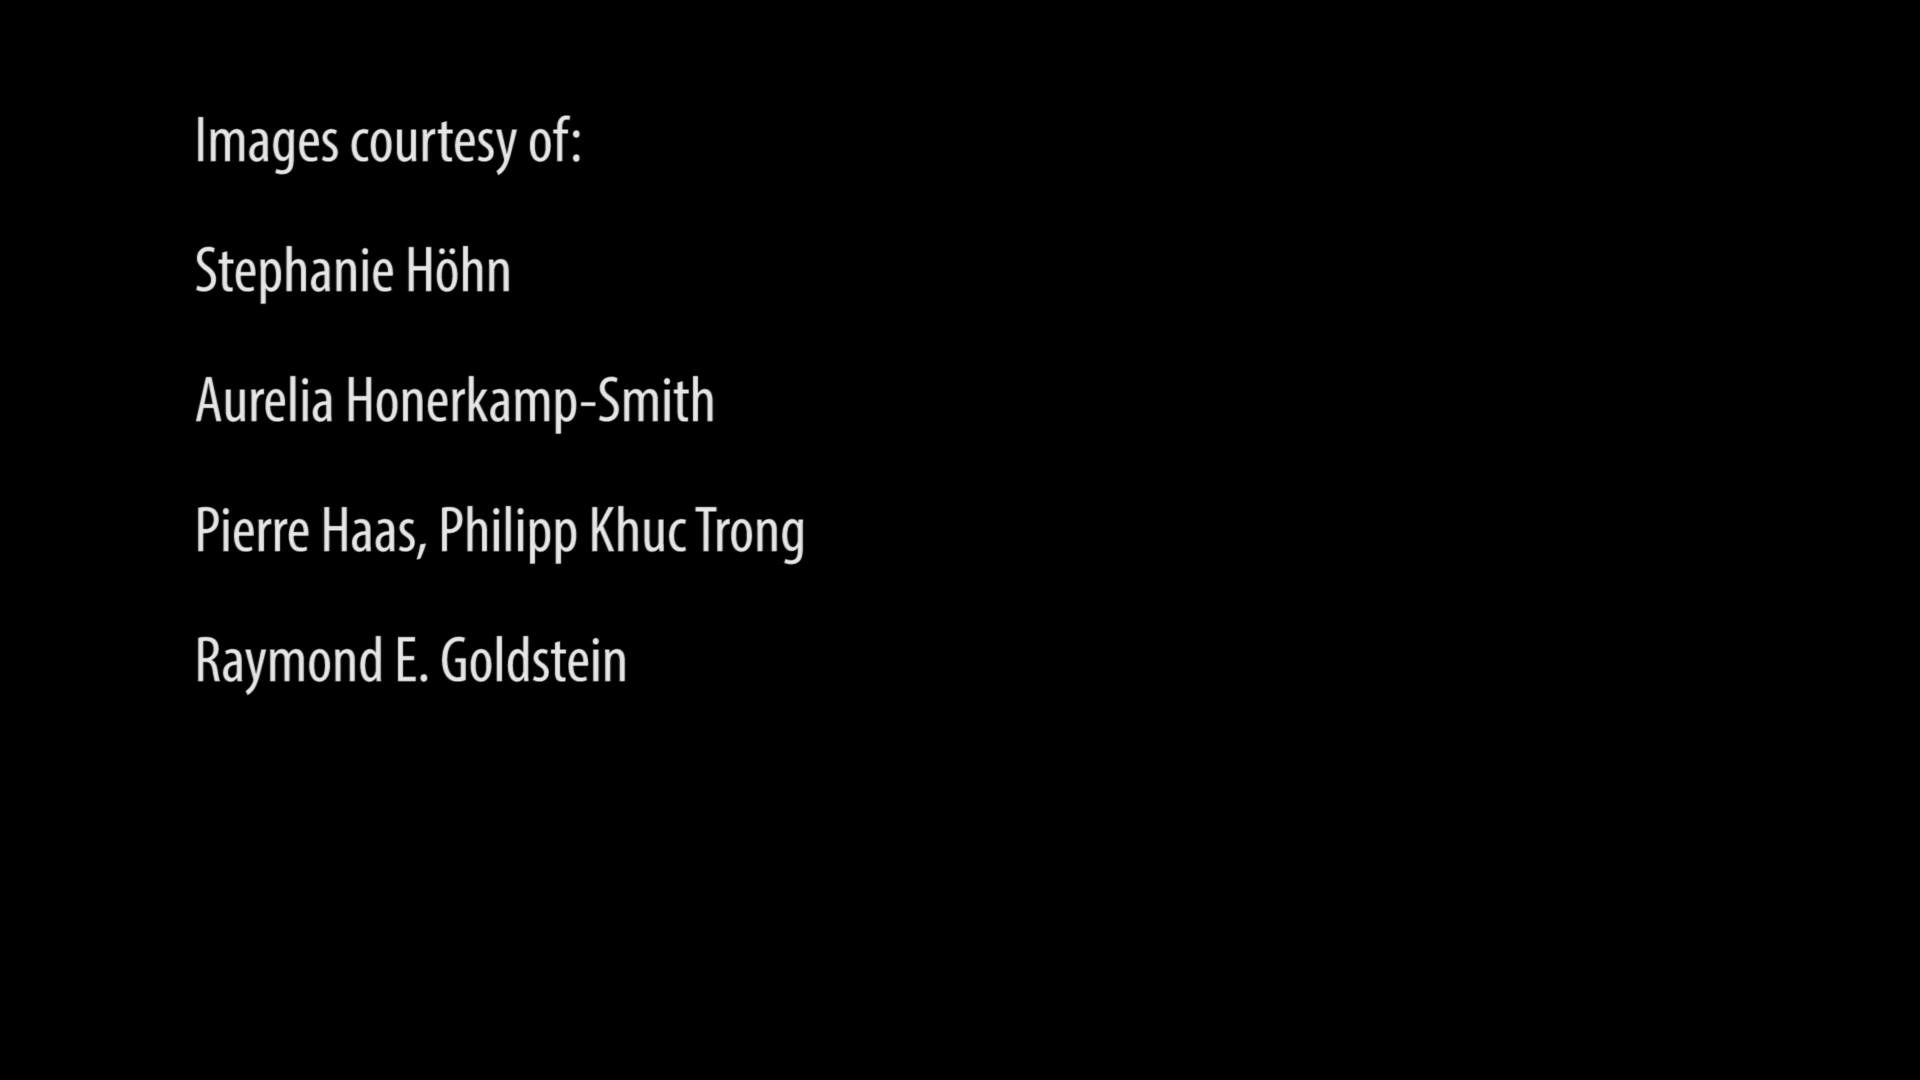 Images courtesy of:
Stephanie Höhn
Aurelia Honerkamp-Smith
Pierre Haas, Philipp Khuc Trong
Raymond E. Goldstein